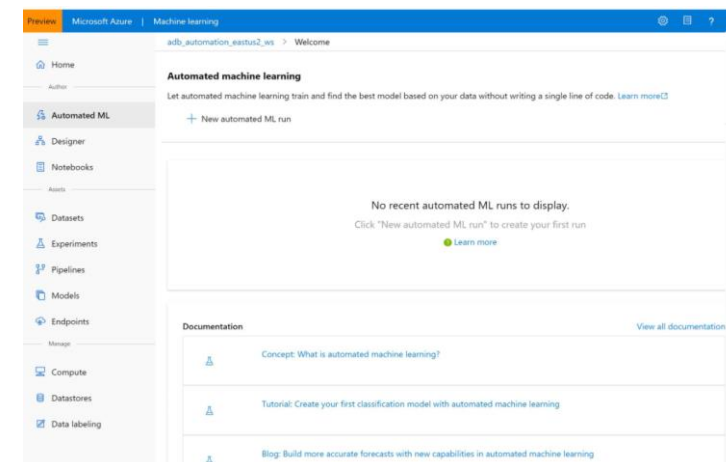 Preview Microsoft Azure | Machine learning ?
adb_automation_eastus2_ws > Welcome
Home
Author
Automated ML
Designer
Notebooks
Assets
Datasets
Experiments
Pipelines
Models
Endpoints
Manage
Compute
Datastores
Data labeling
Automated machine learning
Let automated machine learning train and find the best model based on your data without writing a single line of code. Learn more
+ New automated ML run
No recent automated ML runs to display.
Click "New automated ML run" to create your first run
Learn more
Documentation View all documentation
Concept: What is automated machine learning?
Tutorial: Create your first classification model with automated machine learning
Blog: Build more accurate forecasts with new capabilities in automated machine learning